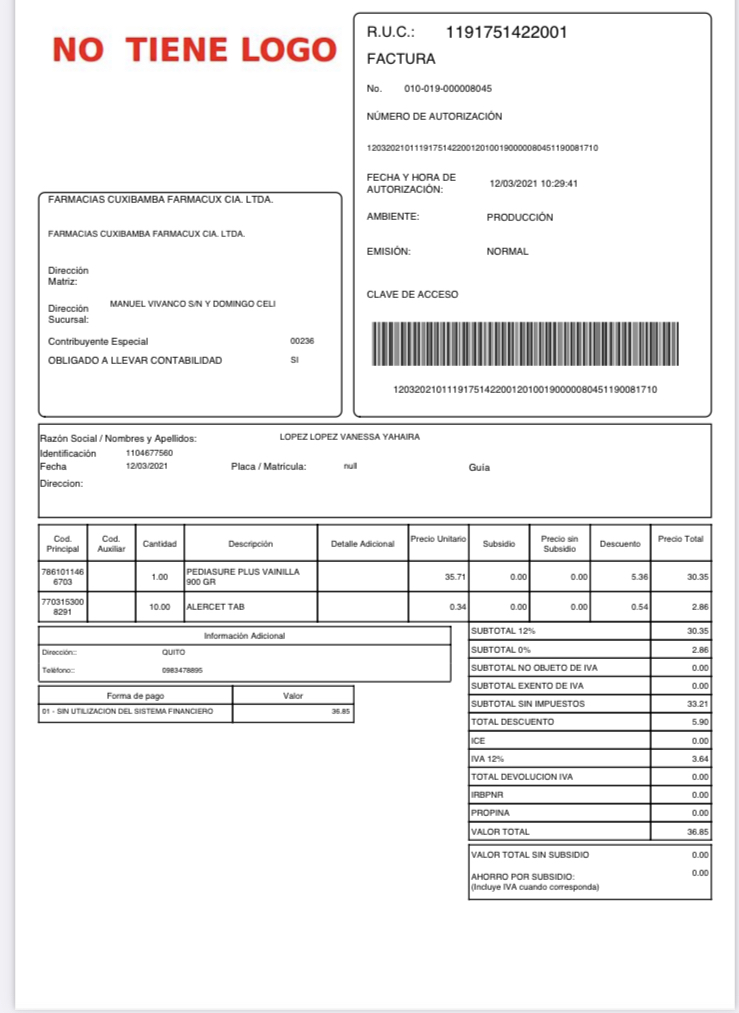 NO TIENE LOGO
R.U.C.: 1191751422001
FACTURA
No. 010-019-000008045
NÚMERO DE AUTORIZACIÓN
1203202101119175142200120100190000080451190081710
FECHA Y HORA DE
AUTORIZACIÓN: 12/03/2021 10:29:41
AMBIENTE: PRODUCCIÓN
EMISIÓN: NORMAL
CLAVE DE ACCESO
1203202101119175142200120100190000080451190081710
FARMACIAS CUXIBAMBA FARMACUX CIA. LTDA.
FARMACIAS CUXIBAMBA FARMACUX CIA. LTDA.
Dirección
Matriz:
Dirección MANUEL VIVANCO S/N Y DOMINGO CELI
Sucursal:
Contribuyente Especial 00236
OBLIGADO A LLEVAR CONTABILIDAD SI
Razón Social / Nombres y Apellidos: LOPEZ LOPEZ VANESSA YAHAIRA
Identificación 1104677560
Fecha 12/03/2021 Placa / Matrícula: null Guía
Direccion:
Cod. Principal Cod. Auxiliar Cantidad Descripción Detalle Adicional Precio Unitario Subsidio Precio sin Subsidio Descuento Precio Total
786101146 6703 1.00 PEDIASURE PLUS VAINILLA 900 GR 35.71 0.00 0.00 5.36 30.35
770315300 8291 10.00 ALERCET TAB 0.34 0.00 0.00 0.54 2.86
Información Adicional
Dirección:: QUITO
Teléfono:: 0983478895
Forma de pago Valor
01 - SIN UTILIZACION DEL SISTEMA FINANCIERO 36.85
SUBTOTAL 12% 30.35
SUBTOTAL 0% 2.86
SUBTOTAL NO OBJETO DE IVA 0.00
SUBTOTAL EXENTO DE IVA 0.00
SUBTOTAL SIN IMPUESTOS 33.21
TOTAL DESCUENTO 5.90
ICE 0.00
IVA 12% 3.64
TOTAL DEVOLUCION IVA 0.00
IRBPNR 0.00
PROPINA 0.00
VALOR TOTAL 36.85
VALOR TOTAL SIN SUBSIDIO 0.00
AHORRO POR SUBSIDIO: 0.00
(Incluye IVA cuando corresponda)